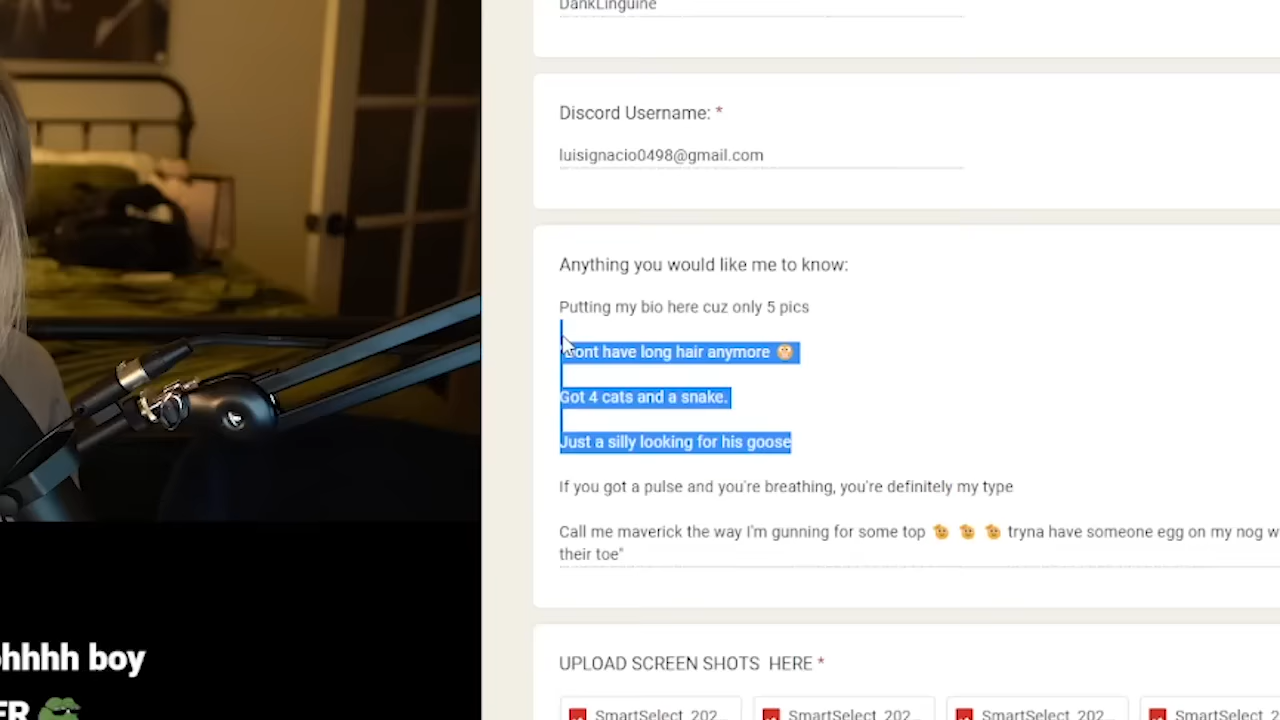 DankLinguine
Discord Username: *
luisignacio0498@gmail.com
Anything you would like me to know:
Putting my bio here cuz only 5 pics
dont have long hair anymore
Got 4 cats and a snake.
Just a silly looking for his goose
If you got a pulse and you're breathing, you're definitely my type
Call me maverick the way I'm gunning for some top 🫡 🫡 🫡 tryna have someone egg on my nog w
their toe"
UPLOAD SCREEN SHOTS HERE *
SmartSelect_202... SmartSelect_202... SmartSelect_202... SmartSelect_2
hhhh boy
ER